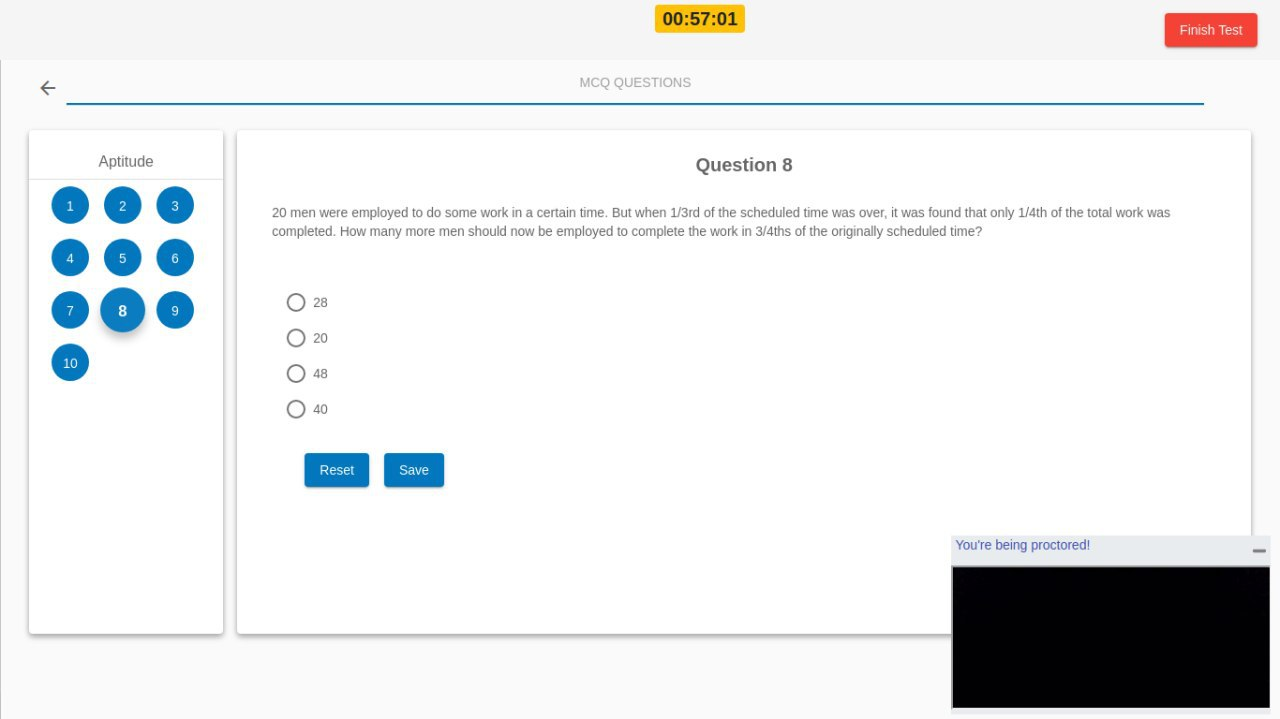 00:57:01
Finish Test
MCQ QUESTIONS
Aptitude
1 2 3
4 5 6
7 8 9
10
Question 8
20 men were employed to do some work in a certain time. But when 1/3rd of the scheduled time was over, it was found that only 1/4th of the total work was
completed. How many more men should now be employed to complete the work in 3/4ths of the originally scheduled time?
28
20
48
40
Reset Save
You're being proctored!